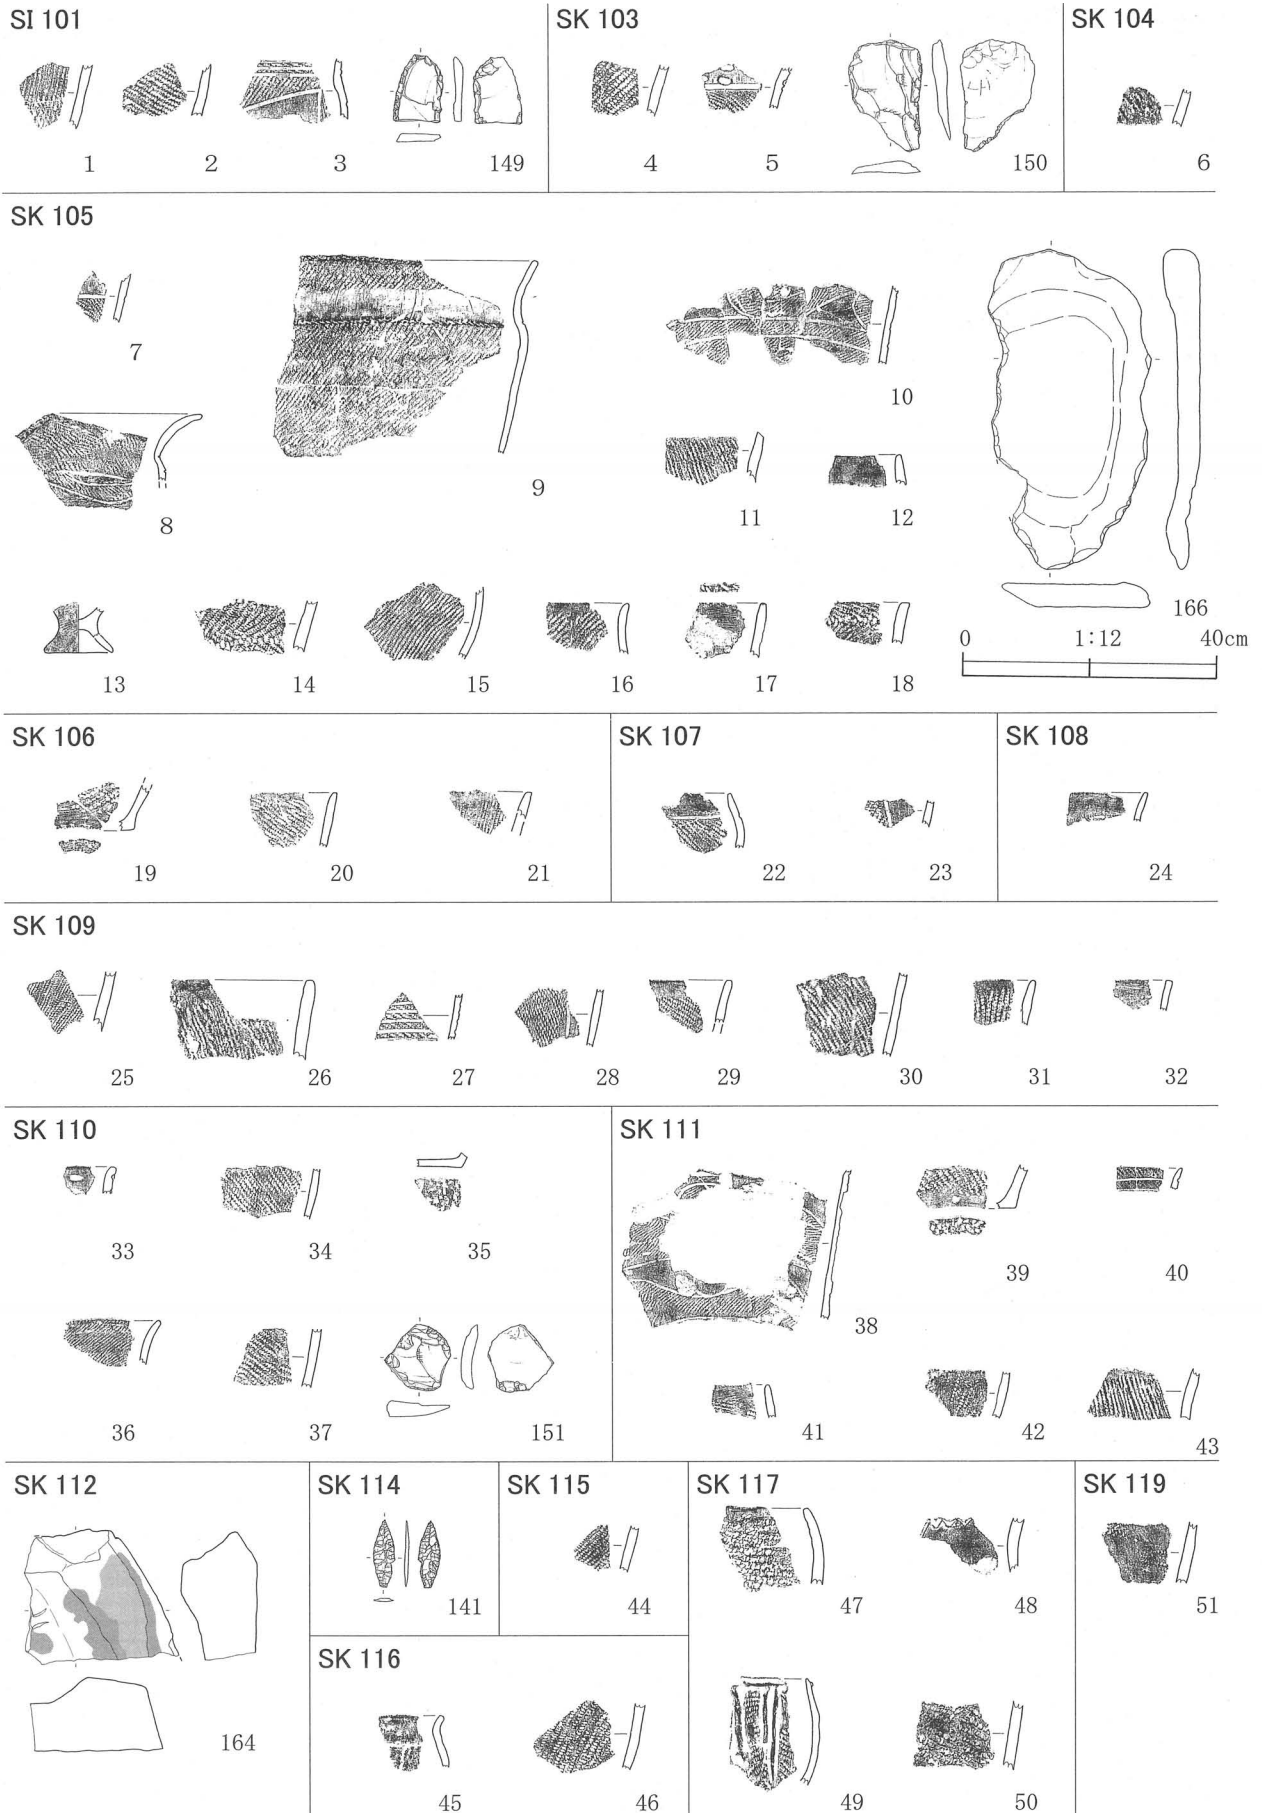 SI 101
1 2 3 149
SK 103
4 5 150
SK 104
6
SK 105
7
8
9
10
11 12
13 14 15 16 17 18
166
0 1:12 40cm
SK 106
19 20 21
SK 107
22 23
SK 108
24
SK 109
25 26 27 28 29 30 31 32
SK 110
33 34 35
36 37 151
SK 111
38
39 40
41 42 43
SK 112
164
SK 114
141
SK 115
44
SK 116
45 46
SK 117
47 48
49 50
SK 119
51